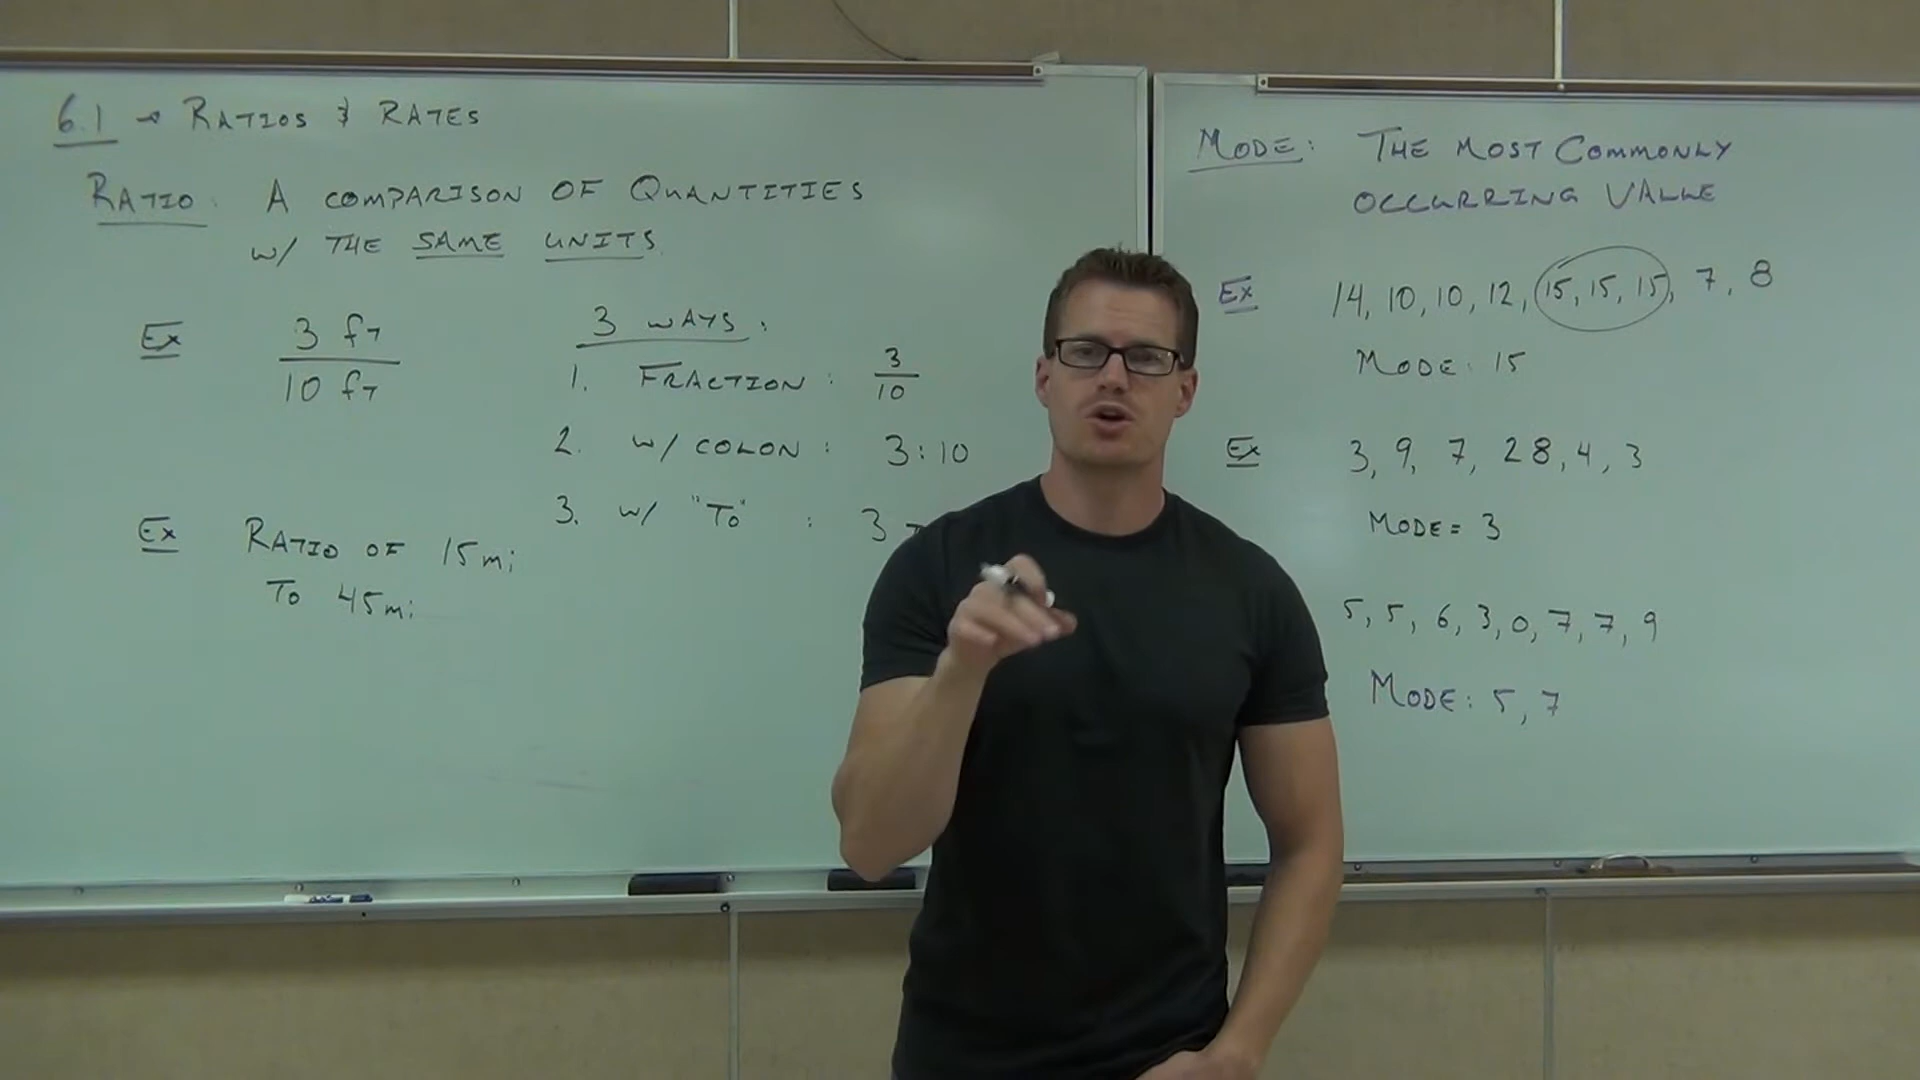 6.1 → RATIOS & RATES
RATIO: A COMPARISON OF QUANTITIES
W/ THE SAME UNITS.
Ex
3 fT
10 fT
3 WAYS:
1. FRACTION: 3/10
2. W/ COLON: 3:10
3. W/ "TO": 3
Ex RATIO OF 15mi
TO 45mi
MODE: THE MOST COMMONLY
OCCURRING VALUE
Ex 14, 10, 10, 12, 15, 15, 15, 7, 8
MODE: 15
Ex 3, 9, 7, 28, 4, 3
MODE = 3
5, 5, 6, 3, 0, 7, 7, 9
MODE: 5, 7